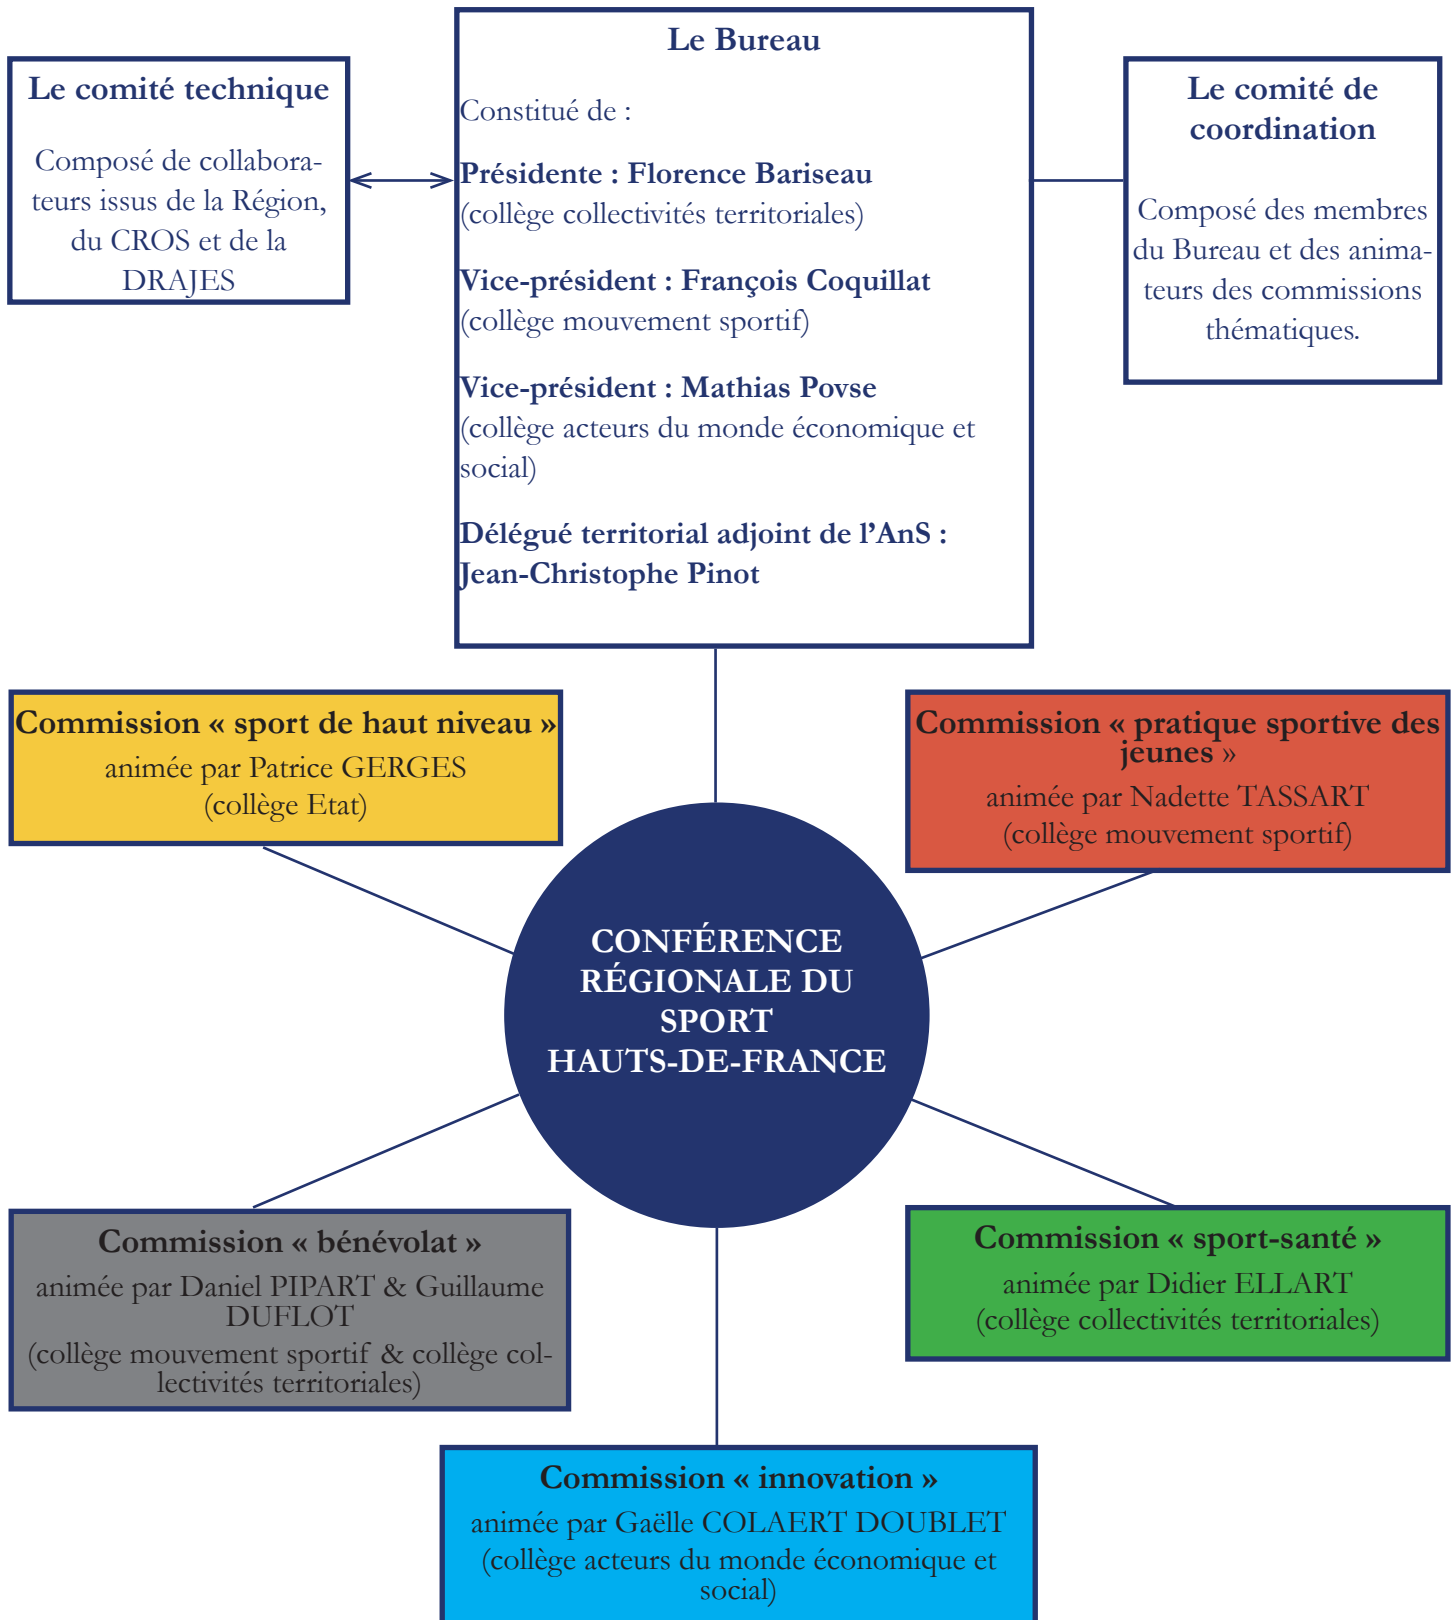 Le Bureau
Constitué de :
Présidente : Florence Bariseau
(collège collectivités territoriales)
Vice-président : François Coquillat
(collège mouvement sportif)
Vice-président : Mathias Povse
(collège acteurs du monde économique et
social)
Délégué territorial adjoint de l’AnS :
Jean-Christophe Pinot
Le comité technique
Composé de collabora-
teurs issus de la Région,
du CROS et de la
DRAJES
Le comité de
coordination
Composé des membres
du Bureau et des anima-
teurs des commissions
thématiques.
Commission « sport de haut niveau »
animée par Patrice GERGES
(collège Etat)
Commission « pratique sportive des
jeunes »
animée par Nadette TASSART
(collège mouvement sportif)
CONFÉRENCE
RÉGIONALE DU
SPORT
HAUTS-DE-FRANCE
Commission « bénévolat »
animée par Daniel PIPART & Guillaume
DUFLOT
(collège mouvement sportif & collège col-
lectivités territoriales)
Commission « sport-santé »
animée par Didier ELLART
(collège collectivités territoriales)
Commission « innovation »
animée par Gaëlle COLAERT DOUBLET
(collège acteurs du monde économique et
social)